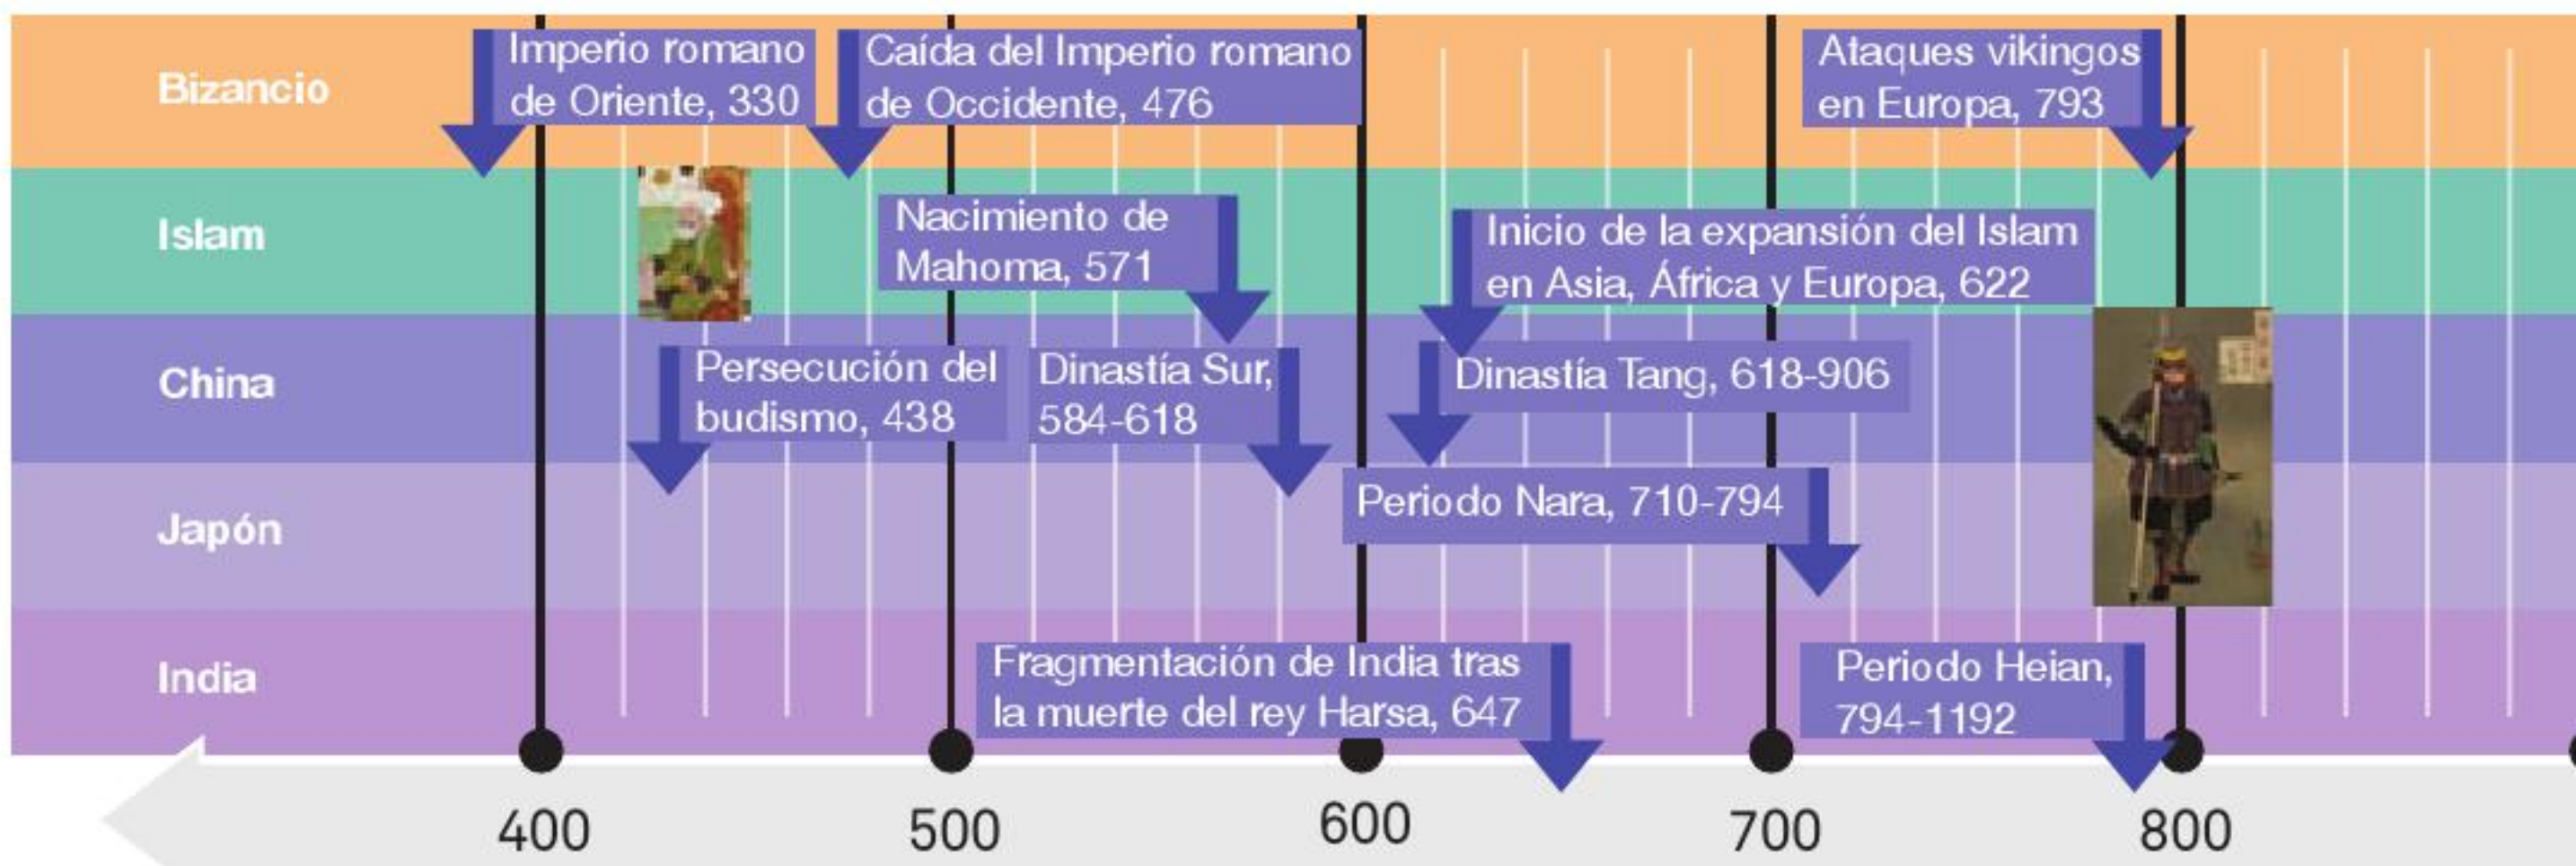 Bizancio
Imperio romano
de Oriente, 330
Caída del Imperio romano
de Occidente, 476
Ataques vikingos
en Europa, 793
Islam
Nacimiento de
Mahoma, 571
Inicio de la expansión del Islam
en Asia, África y Europa, 622
China
Persecución del
budismo, 438
Dinastía Sur,
584-618
Dinastía Tang, 618-906
Japón
Periodo Nara, 710-794
India
Fragmentación de India tras
la muerte del rey Harsa, 647
Periodo Heian,
794-1192
400
500
600
700
800